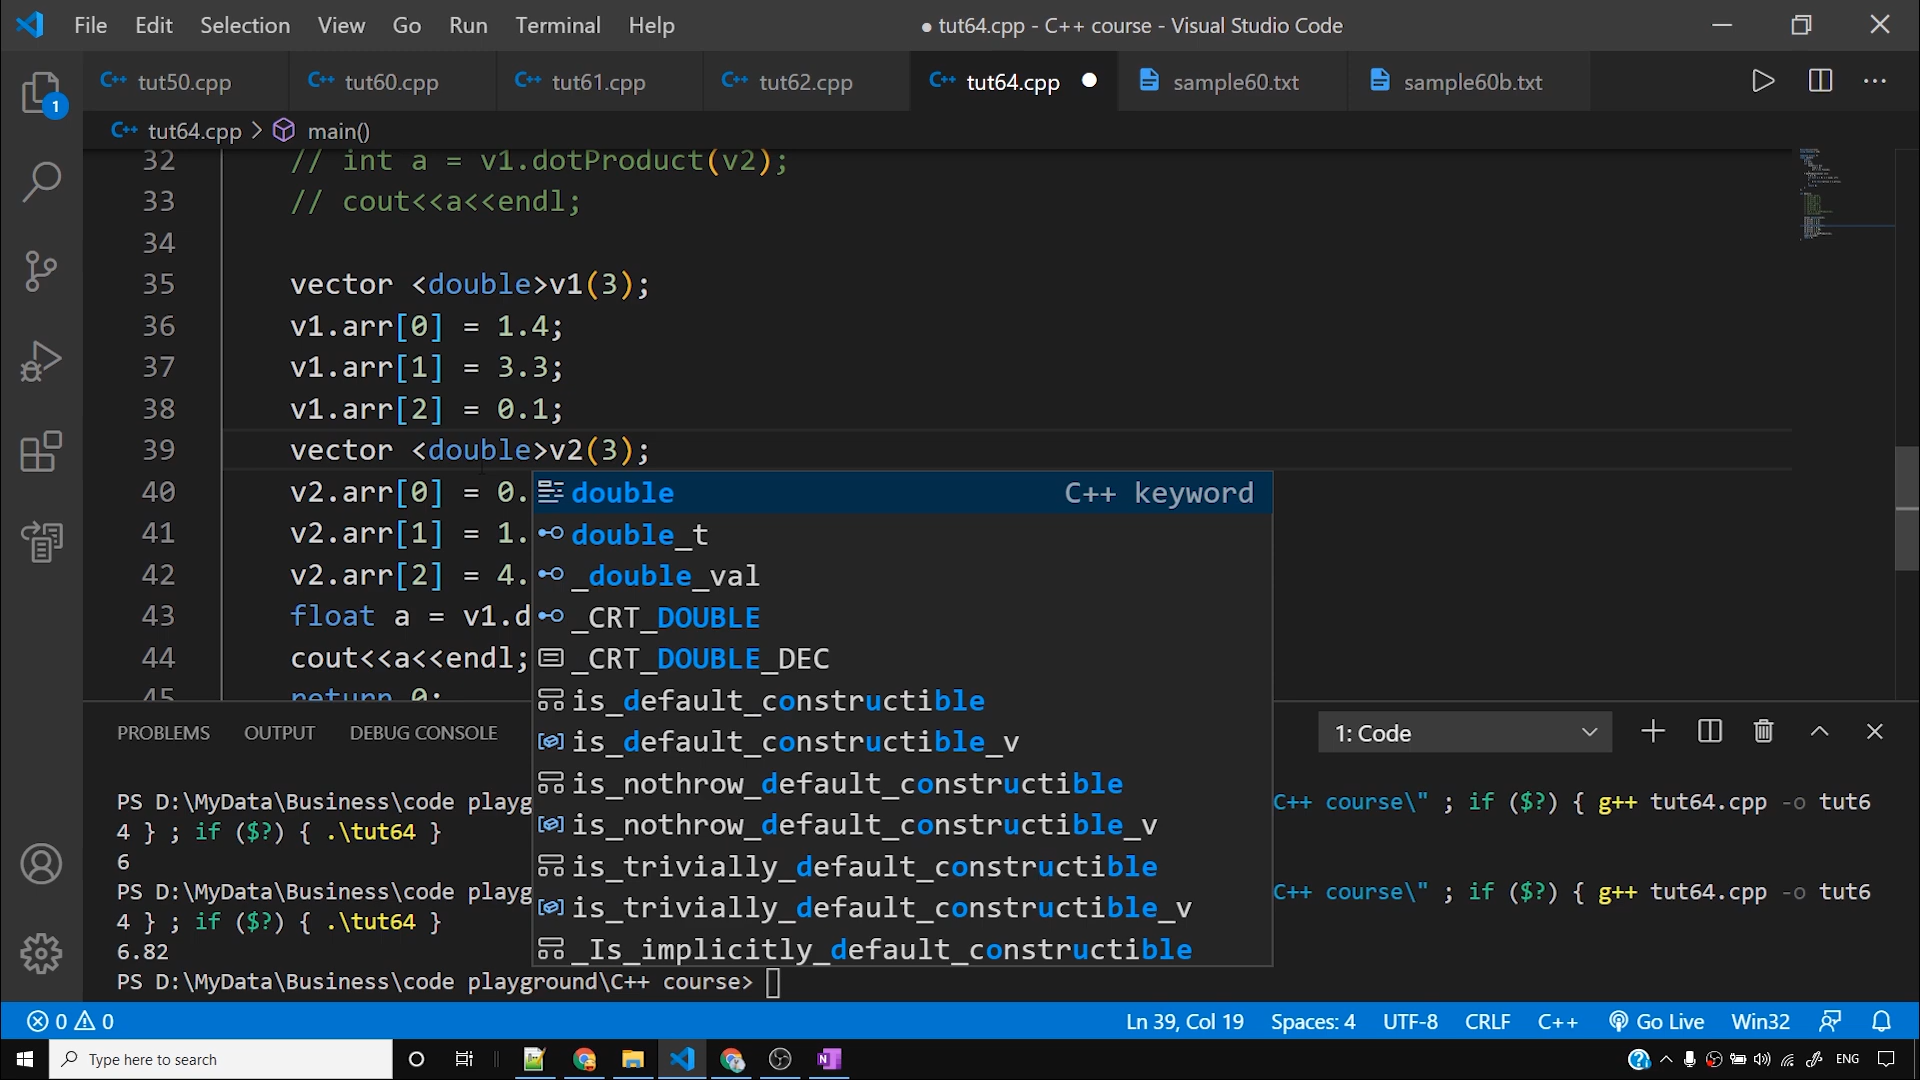 File Edit Selection View Go Run Terminal Help
● tut64.cpp - C++ course - Visual Studio Code
tut50.cpp tut60.cpp tut61.cpp tut62.cpp tut64.cpp sample60.txt sample60b.txt
tut64.cpp > main()
32 // int a = v1.dotProduct(v2);
33 // cout<<a<<endl;
34
35 vector <double>v1(3);
36 v1.arr[0] = 1.4;
37 v1.arr[1] = 3.3;
38 v1.arr[2] = 0.1;
39 vector <double>v2(3);
40 v2.arr[0] = 0.
41 v2.arr[1] = 1.
42 v2.arr[2] = 4.
43 float a = v1.d
44 cout<<a<<endl;
45 return 0;
double C++ keyword
double_t
_double_val
_CRT_DOUBLE
_CRT_DOUBLE_DEC
is_default_constructible
is_default_constructible_v
is_nothrow_default_constructible
is_nothrow_default_constructible_v
is_trivially_default_constructible
is_trivially_default_constructible_v
_Is_implicitly_default_constructible
PROBLEMS OUTPUT DEBUG CONSOLE 1: Code
PS D:\MyData\Business\code playg C++ course\" ; if ($?) { g++ tut64.cpp -o tut6
4 } ; if ($?) { .\tut64 }
6
PS D:\MyData\Business\code playg C++ course\" ; if ($?) { g++ tut64.cpp -o tut6
4 } ; if ($?) { .\tut64 }
6.82
PS D:\MyData\Business\code playground\C++ course>
0 0 Ln 39, Col 19 Spaces: 4 UTF-8 CRLF C++ Go Live Win32
Type here to search ENG